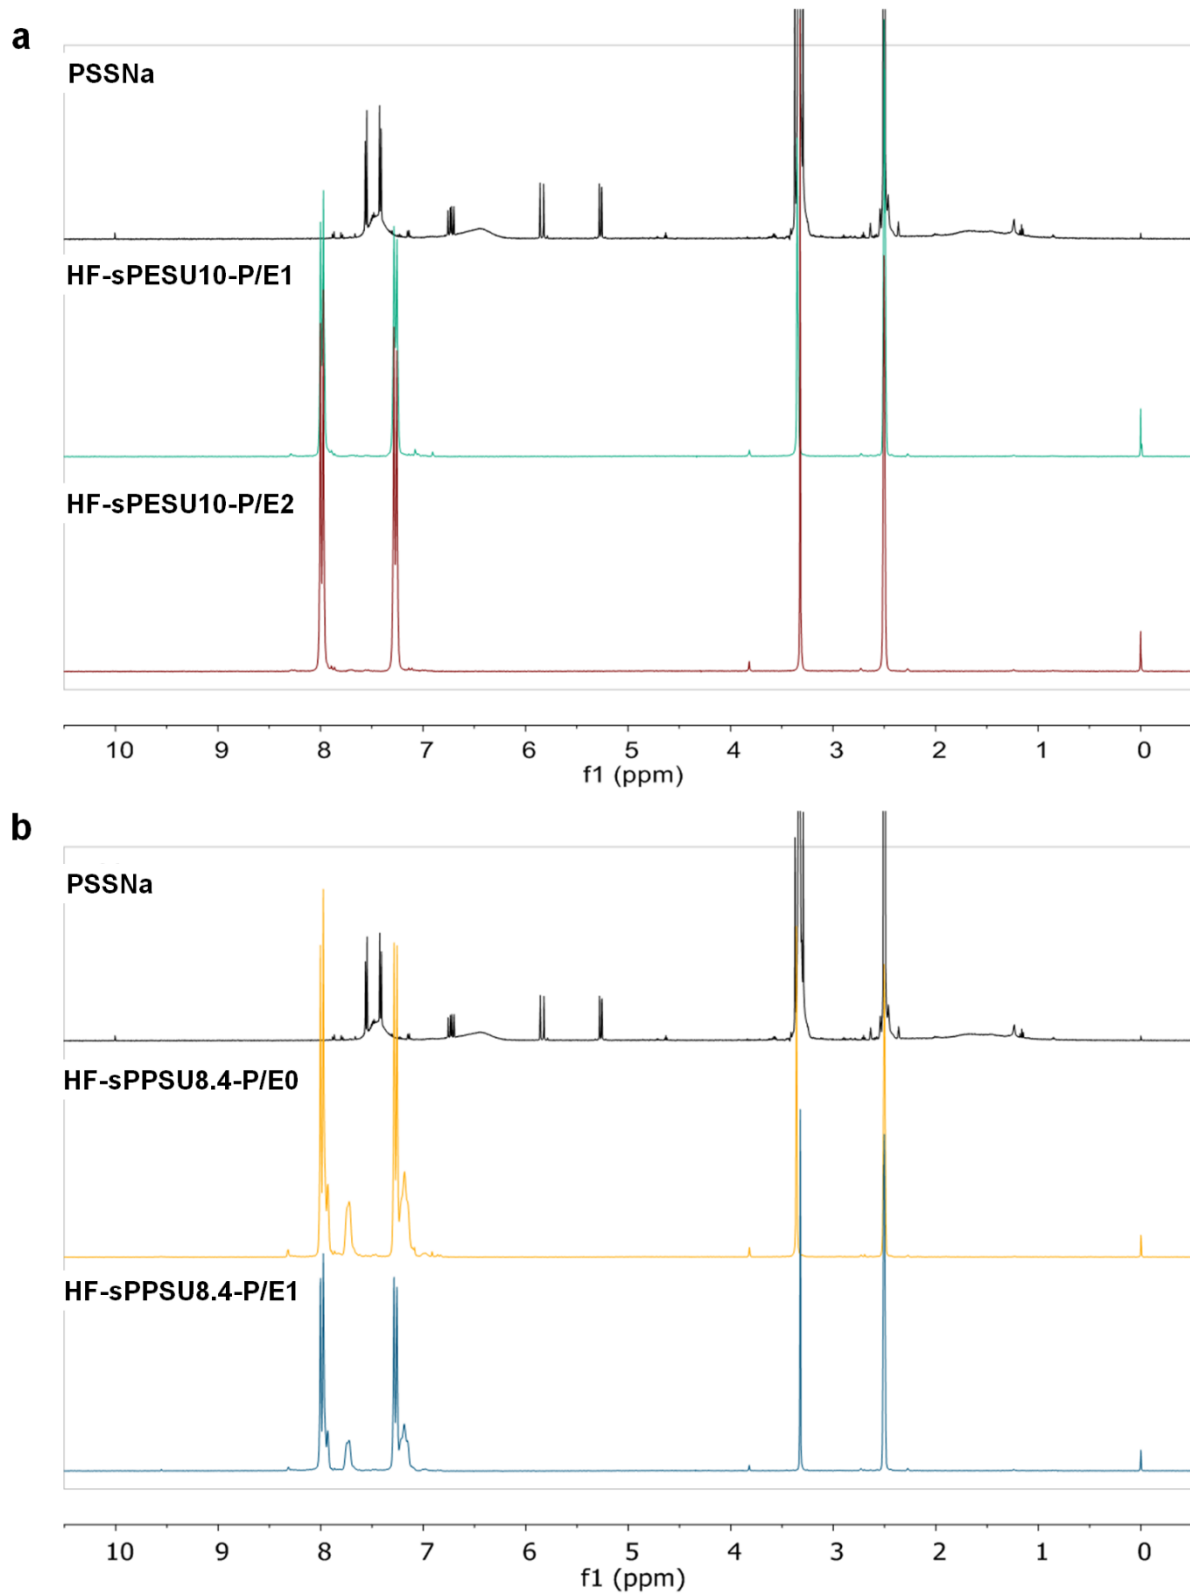 a
PSSNa
HF-sPESU10-P/E1
HF-sPESU10-P/E2
10 9 8 7 6 5 4 3 2 1 0
f1 (ppm)
b
PSSNa
HF-sPPSU8.4-P/E0
HF-sPPSU8.4-P/E1
10 9 8 7 6 5 4 3 2 1 0
f1 (ppm)